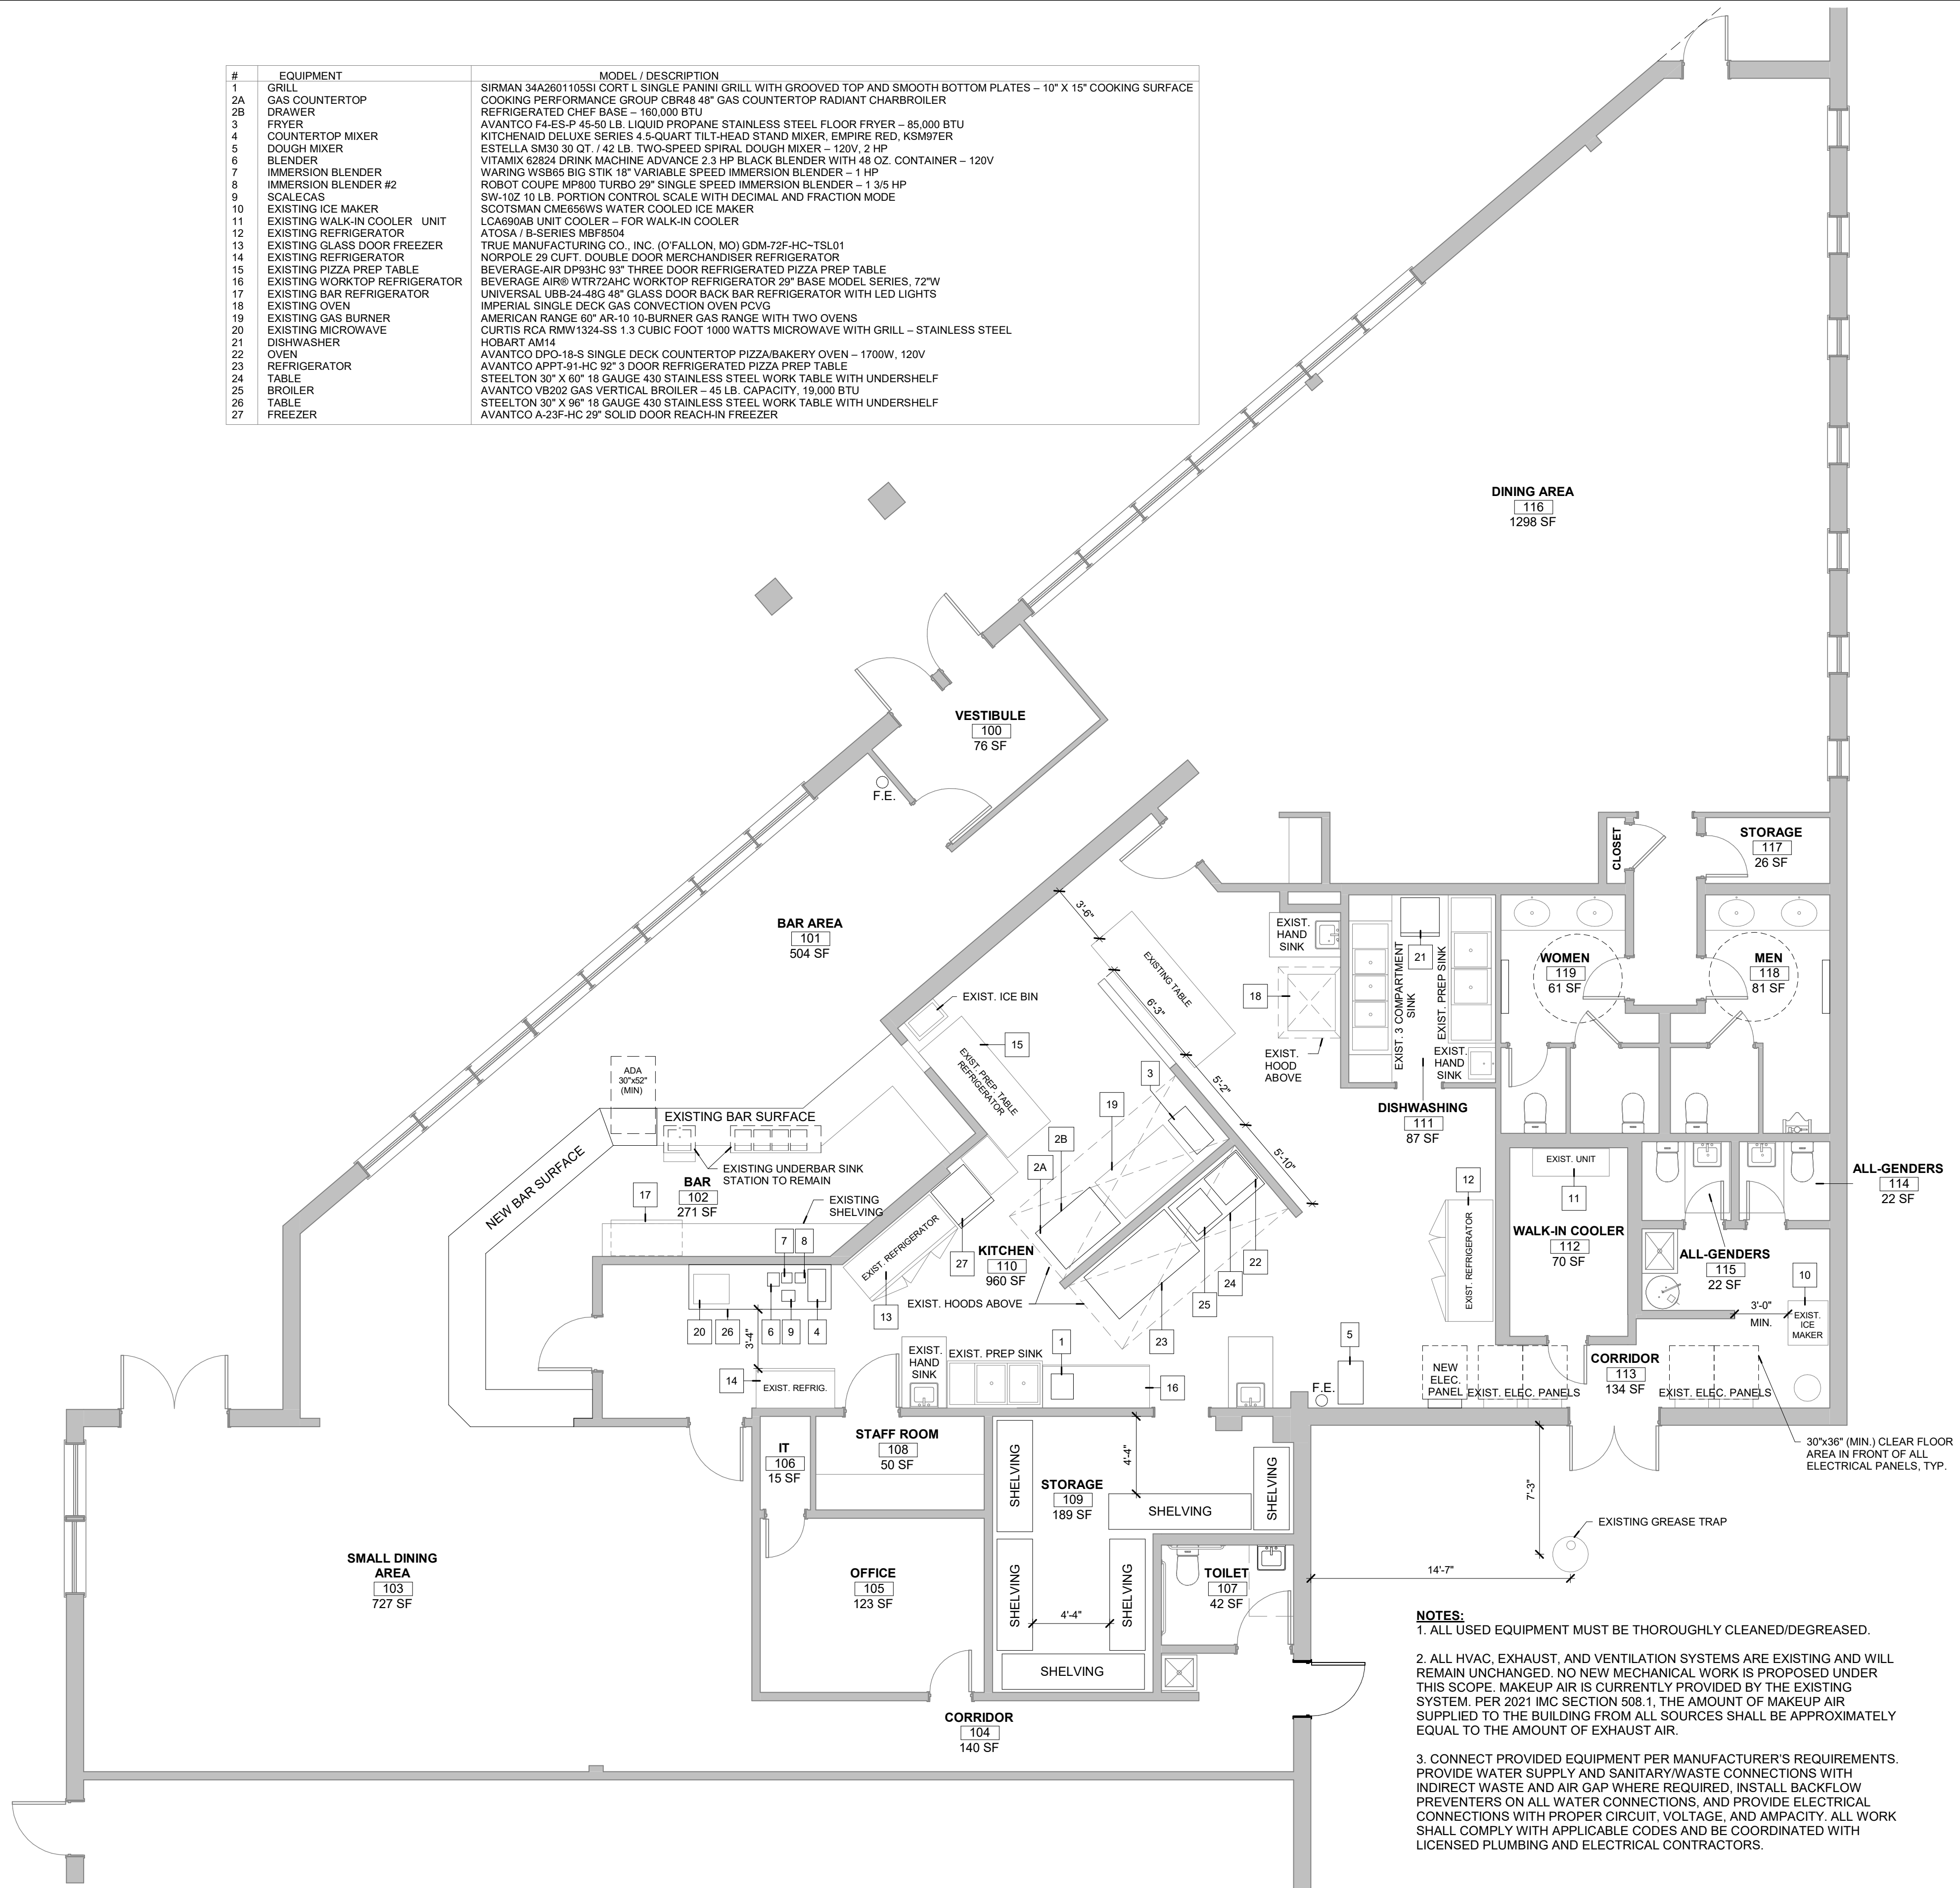 # EQUIPMENT MODEL / DESCRIPTION
1 GRILL SIRMAN 34A2601105SI CORT L SINGLE PANINI GRILL WITH GROOVED TOP AND SMOOTH BOTTOM PLATES – 10" X 15" COOKING SURFACE
2A GAS COUNTERTOP COOKING PERFORMANCE GROUP CBR48 48" GAS COUNTERTOP RADIANT CHARBROILER
2B DRAWER REFRIGERATED CHEF BASE – 160,000 BTU
3 FRYER AVANTCO F4-ES-P 45-50 LB. LIQUID PROPANE STAINLESS STEEL FLOOR FRYER – 85,000 BTU
4 COUNTERTOP MIXER KITCHENAID DELUXE SERIES 4.5-QUART TILT-HEAD STAND MIXER, EMPIRE RED, KSM97ER
5 DOUGH MIXER ESTELLA SM30 30 QT. / 42 LB. TWO-SPEED SPIRAL DOUGH MIXER – 120V, 2 HP
6 BLENDER VITAMIX 62824 DRINK MACHINE ADVANCE 2.3 HP BLACK BLENDER WITH 48 OZ. CONTAINER – 120V
7 IMMERSION BLENDER WARING WSB65 BIG STIK 18" VARIABLE SPEED IMMERSION BLENDER – 1 HP
8 IMMERSION BLENDER #2 ROBOT COUPE MP800 TURBO 29" SINGLE SPEED IMMERSION BLENDER – 1 3/5 HP
9 SCALECAS SW-10Z 10 LB. PORTION CONTROL SCALE WITH DECIMAL AND FRACTION MODE
10 EXISTING ICE MAKER SCOTSMAN CME656WS WATER COOLED ICE MAKER
11 EXISTING WALK-IN COOLER UNIT LCA690AB UNIT COOLER – FOR WALK-IN COOLER
12 EXISTING REFRIGERATOR ATOSA / B-SERIES MBF8504
13 EXISTING GLASS DOOR FREEZER TRUE MANUFACTURING CO., INC. (O'FALLON, MO) GDM-72F-HC~TSL01
14 EXISTING REFRIGERATOR NORPOLE 29 CUFT. DOUBLE DOOR MERCHANDISER REFRIGERATOR
15 EXISTING PIZZA PREP TABLE BEVERAGE-AIR DP93HC 93" THREE DOOR REFRIGERATED PIZZA PREP TABLE
16 EXISTING WORKTOP REFRIGERATOR BEVERAGE AIR® WTR72AHC WORKTOP REFRIGERATOR 29" BASE MODEL SERIES, 72"W
17 EXISTING BAR REFRIGERATOR UNIVERSAL UBB-24-48G 48" GLASS DOOR BACK BAR REFRIGERATOR WITH LED LIGHTS
18 EXISTING OVEN IMPERIAL SINGLE DECK GAS CONVECTION OVEN PCVG
19 EXISTING GAS BURNER AMERICAN RANGE 60" AR-10 10-BURNER GAS RANGE WITH TWO OVENS
20 EXISTING MICROWAVE CURTIS RCA RMW1324-SS 1.3 CUBIC FOOT 1000 WATTS MICROWAVE WITH GRILL – STAINLESS STEEL
21 DISHWASHER HOBART AM14
22 OVEN AVANTCO DPO-18-S SINGLE DECK COUNTERTOP PIZZA/BAKERY OVEN – 1700W, 120V
23 REFRIGERATOR AVANTCO APPT-91-HC 92" 3 DOOR REFRIGERATED PIZZA PREP TABLE
24 TABLE STEELTON 30" X 60" 18 GAUGE 430 STAINLESS STEEL WORK TABLE WITH UNDERSHELF
25 BROILER AVANTCO VB202 GAS VERTICAL BROILER – 45 LB. CAPACITY, 19,000 BTU
26 TABLE STEELTON 30" X 96" 18 GAUGE 430 STAINLESS STEEL WORK TABLE WITH UNDERSHELF
27 FREEZER AVANTCO A-23F-HC 29" SOLID DOOR REACH-IN FREEZER
DINING AREA
116
1298 SF
VESTIBULE
100
76 SF
F.E.
CLOSET
STORAGE
117
26 SF
BAR AREA
101
504 SF
3'-6"
EXISTING TABLE
6'-3"
5'-2"
5'-10"
EXIST.
HAND
SINK
18
EXIST.
HOOD
ABOVE
21
EXIST. 3 COMPARTMENT
SINK
EXIST. PREP SINK
EXIST.
HAND
SINK
WOMEN
119
61 SF
MEN
118
81 SF
EXIST. ICE BIN
15
EXIST. PREP. TABLE
REFRIGERATOR
3
19
2B
2A
DISHWASHING
111
87 SF
ADA
30"x52"
(MIN)
EXISTING BAR SURFACE
NEW BAR SURFACE
EXISTING UNDERBAR SINK
STATION TO REMAIN
BAR
102
271 SF
17
EXISTING
SHELVING
7
8
EXIST. REFRIGERATOR
27
KITCHEN
110
960 SF
EXIST. HOODS ABOVE
13
22
24
25
23
12
EXIST. REFRIGERATOR
EXIST. UNIT
11
WALK-IN COOLER
112
70 SF
ALL-GENDERS
114
22 SF
ALL-GENDERS
115
22 SF
10
3'-0"
MIN.
EXIST.
ICE
MAKER
20
26
6
9
4
3'-4"
14
EXIST. REFRIG.
EXIST.
HAND
SINK
EXIST. PREP SINK
1
16
5
F.E.
NEW
ELEC.
PANEL
EXIST. ELEC. PANELS
CORRIDOR
113
134 SF
EXIST. ELEC. PANELS
30"x36" (MIN.) CLEAR FLOOR
AREA IN FRONT OF ALL
ELECTRICAL PANELS, TYP.
IT
106
15 SF
STAFF ROOM
108
50 SF
SHELVING
STORAGE
109
189 SF
4'-4"
SHELVING
SHELVING
7'-3"
EXISTING GREASE TRAP
14'-7"
SMALL DINING
AREA
103
727 SF
OFFICE
105
123 SF
SHELVING
4'-4"
SHELVING
SHELVING
TOILET
107
42 SF
CORRIDOR
104
140 SF
NOTES:
1. ALL USED EQUIPMENT MUST BE THOROUGHLY CLEANED/DEGREASED.
2. ALL HVAC, EXHAUST, AND VENTILATION SYSTEMS ARE EXISTING AND WILL
REMAIN UNCHANGED. NO NEW MECHANICAL WORK IS PROPOSED UNDER
THIS SCOPE. MAKEUP AIR IS CURRENTLY PROVIDED BY THE EXISTING
SYSTEM. PER 2021 IMC SECTION 508.1, THE AMOUNT OF MAKEUP AIR
SUPPLIED TO THE BUILDING FROM ALL SOURCES SHALL BE APPROXIMATELY
EQUAL TO THE AMOUNT OF EXHAUST AIR.
3. CONNECT PROVIDED EQUIPMENT PER MANUFACTURER'S REQUIREMENTS.
PROVIDE WATER SUPPLY AND SANITARY/WASTE CONNECTIONS WITH
INDIRECT WASTE AND AIR GAP WHERE REQUIRED, INSTALL BACKFLOW
PREVENTERS ON ALL WATER CONNECTIONS, AND PROVIDE ELECTRICAL
CONNECTIONS WITH PROPER CIRCUIT, VOLTAGE, AND AMPACITY. ALL WORK
SHALL COMPLY WITH APPLICABLE CODES AND BE COORDINATED WITH
LICENSED PLUMBING AND ELECTRICAL CONTRACTORS.